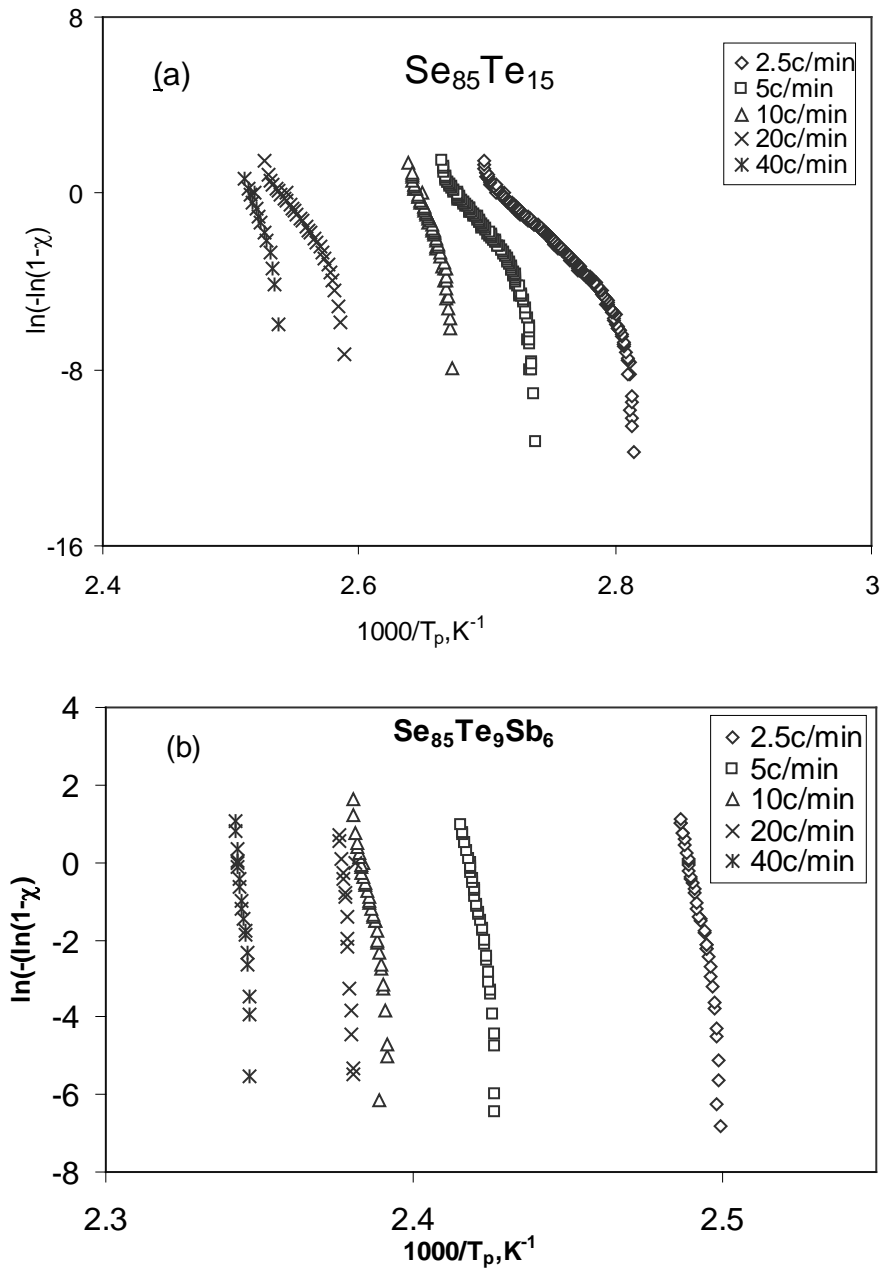 8
(a)
Se85Te15
2.5c/min
5c/min
10c/min
20c/min
40c/min
0
-8
-16
ln(-ln(1-χ)
2.4
2.6
2.8
3
1000/Tp,K-1
4
(b)
Se85Te9Sb6
2.5c/min
5c/min
10c/min
20c/min
40c/min
2
0
-2
-4
-6
-8
ln(-(ln(1-χ)
2.3
2.4
2.5
1000/Tp,K-1